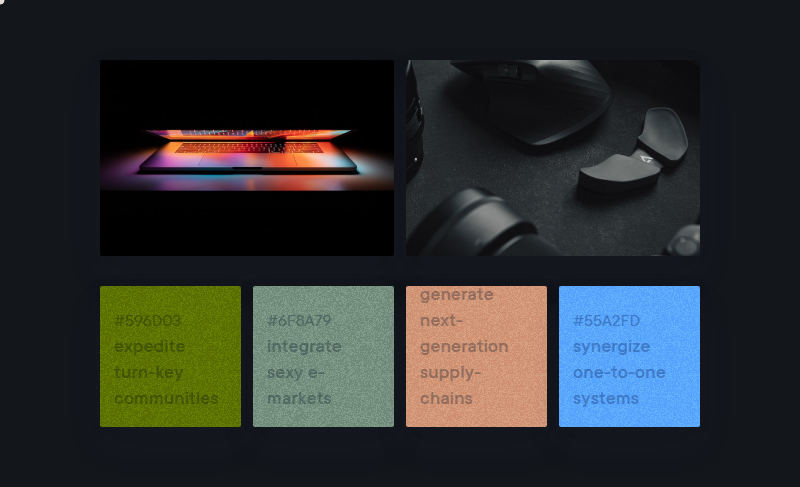 #596D03
expedite
turn-key
communities
#6F8A79
integrate
sexy e-
markets
generate
next-
generation
supply-
chains
#55A2FD
synergize
one-to-one
systems